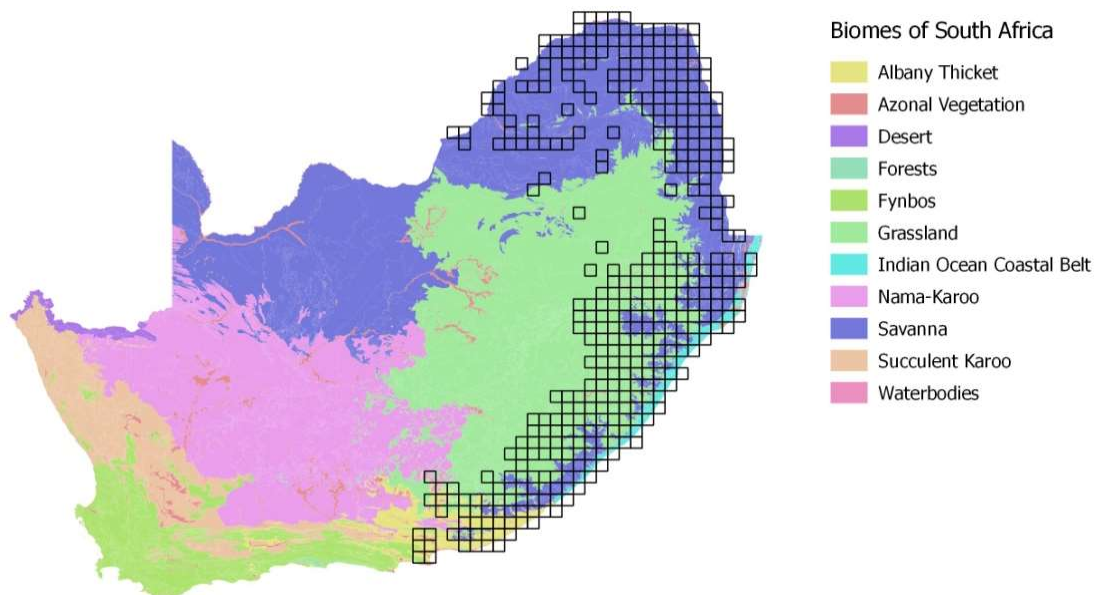 Biomes of South Africa
Albany Thicket
Azonal Vegetation
Desert
Forests
Fynbos
Grassland
Indian Ocean Coastal Belt
Nama-Karoo
Savanna
Succulent Karoo
Waterbodies